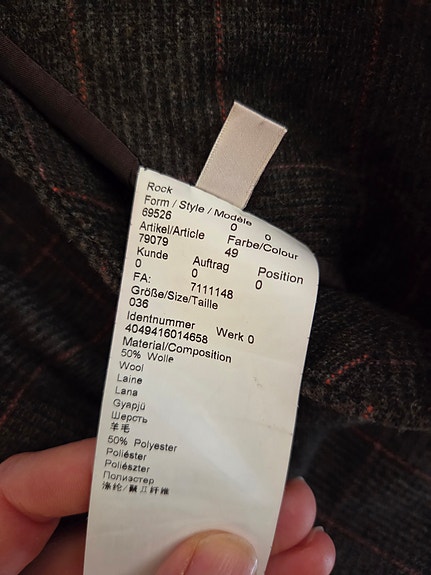 Rock
Form / Style / Modèle
69526 0 0
Artikel/Article Farbe/Colour
79079 49
Kunde Auftrag Position
0 0 0
FA: 7111148
Größe/Size/Taille
036
Identnummer Werk 0
4049416014658
Material/Composition
50% Wolle
Wool
Laine
Lana
Gyapjú
Шерсть
羊毛
50% Polyester
Poliéster
Poliészter
Полиэстер